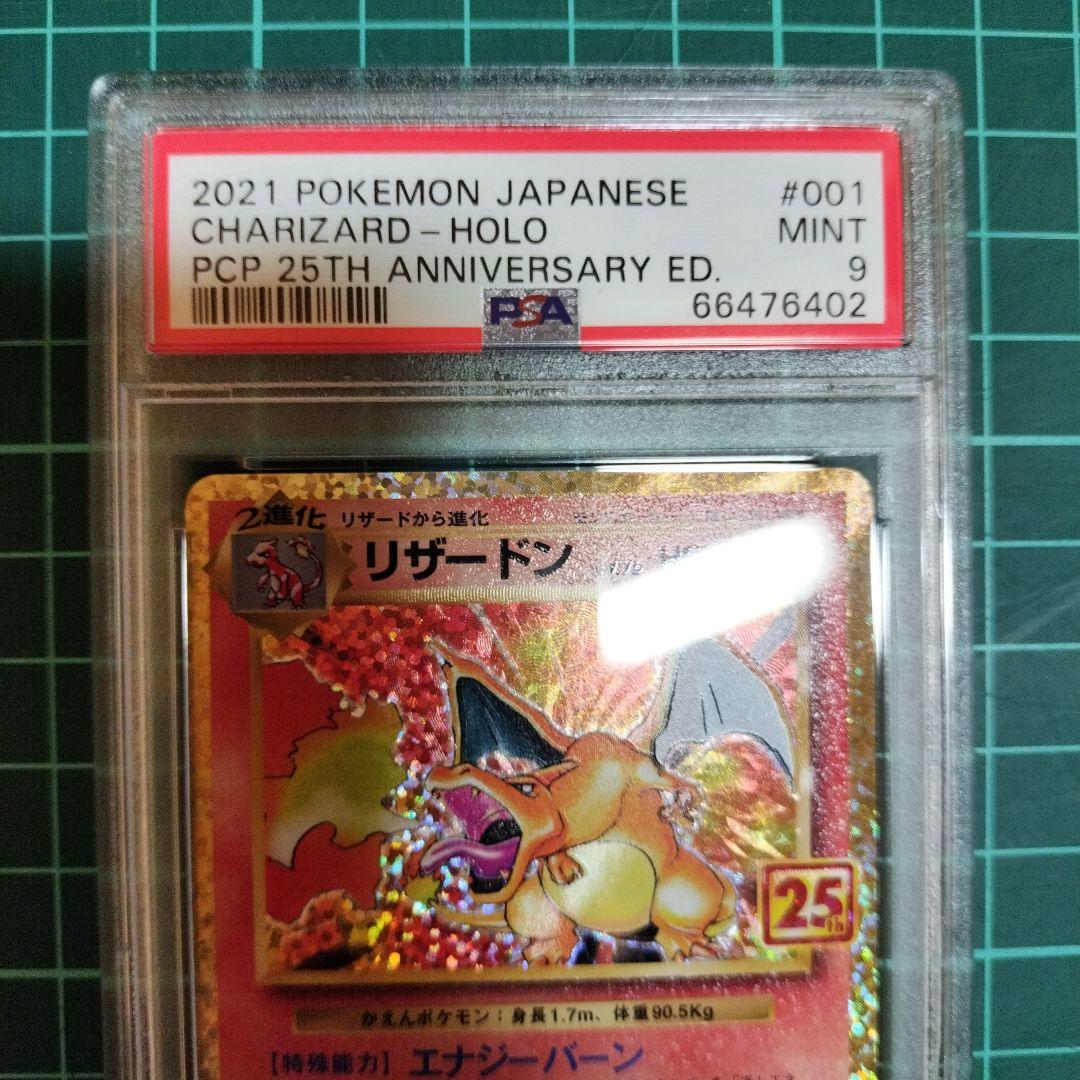 2021 POKEMON JAPANESE #001
CHARIZARD-HOLO MINT
PCP 25TH ANNIVERSARY ED. 9
PSA 66476402
2進化 リザードから進化
リザードン
25th
かえんポケモン:身長1.7m、体重90.5Kg
【特殊能力】 エナジーバーン